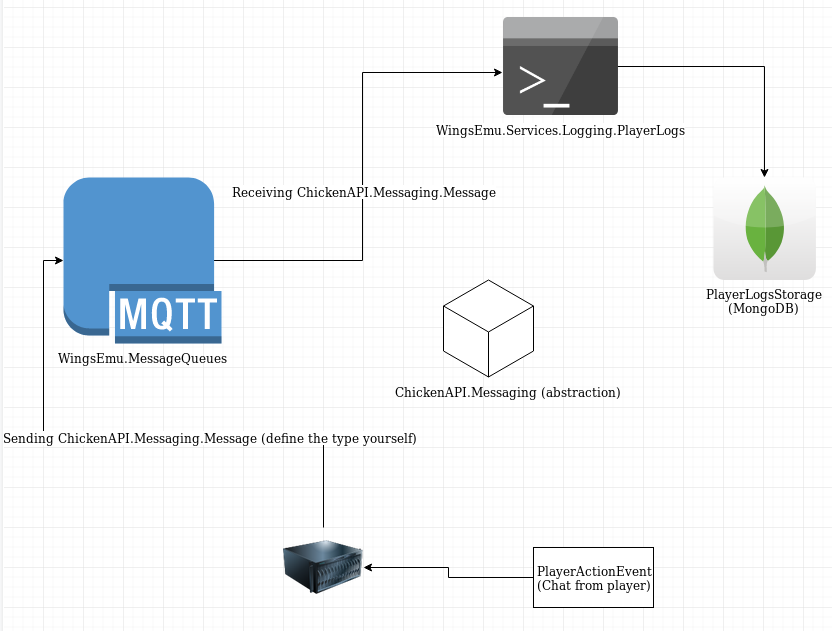 >_
WingsEmu.Services.Logging.PlayerLogs
Receiving ChickenAPI.Messaging.Message
MQTT
WingsEmu.MessageQueues
PlayerLogsStorage
(MongoDB)
ChickenAPI.Messaging (abstraction)
Sending ChickenAPI.Messaging.Message (define the type yourself)
PlayerActionEvent
(Chat from player)